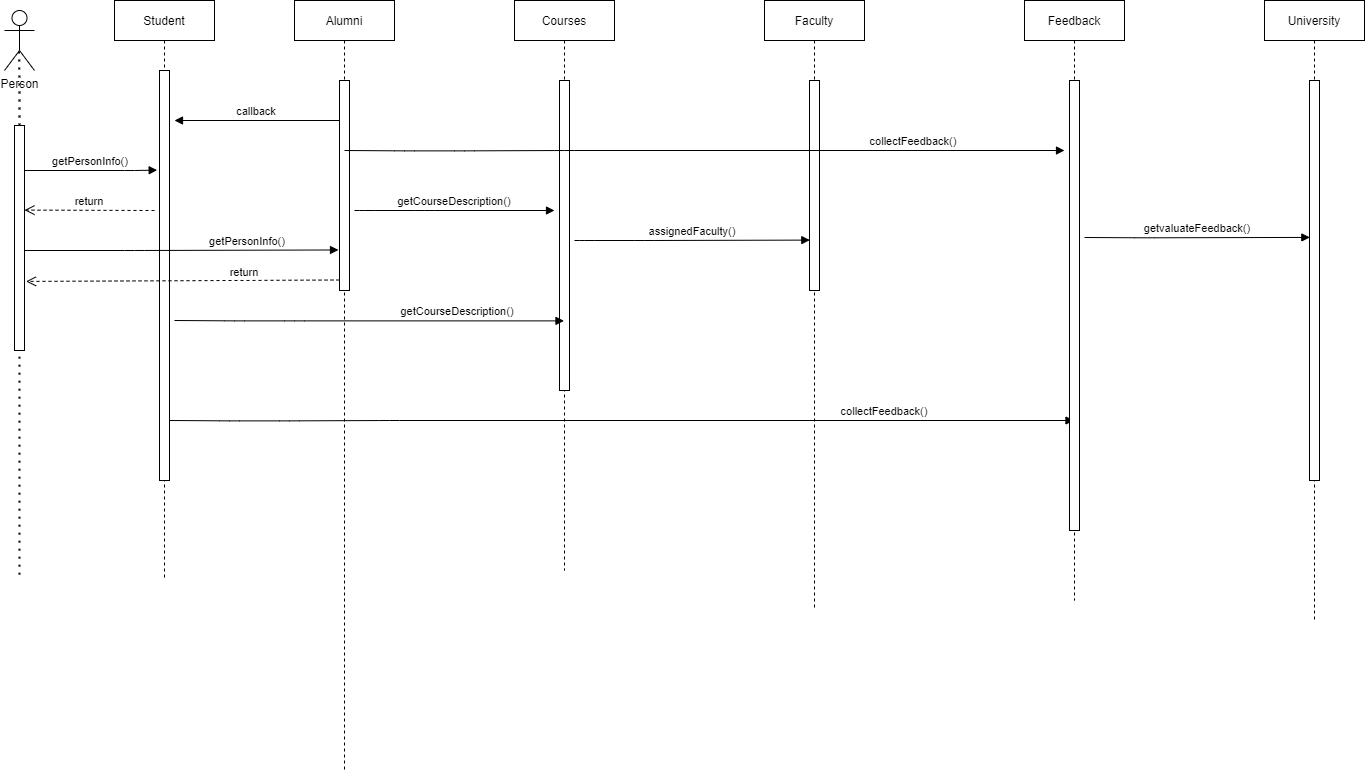 Student
Alumni
Courses
Faculty
Feedback
University
Person
callback
collectFeedback()
getPersonInfo()
return
getCourseDescription()
assignedFaculty()
getvaluateFeedback()
getPersonInfo()
return
getCourseDescription()
collectFeedback()